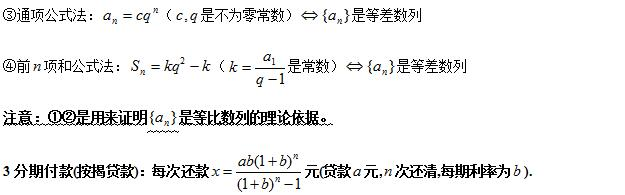 ③通项公式法：$a_n = cq^n$（$c,q$是不为零常数）$\Leftrightarrow \{a_n\}$是等差数列
④前$n$项和公式法：$S_n = kq^2 - k$（$k = \frac{a_1}{q-1}$是常数）$\Leftrightarrow \{a_n\}$是等差数列
注意：①②是用来证明$\{a_n\}$是等比数列的理论依据。
3 分期付款(按揭贷款)：每次还款$x = \frac{ab(1+b)^n}{(1+b)^n - 1}$元(贷款$a$元,$n$次还清,每期利率为$b$).